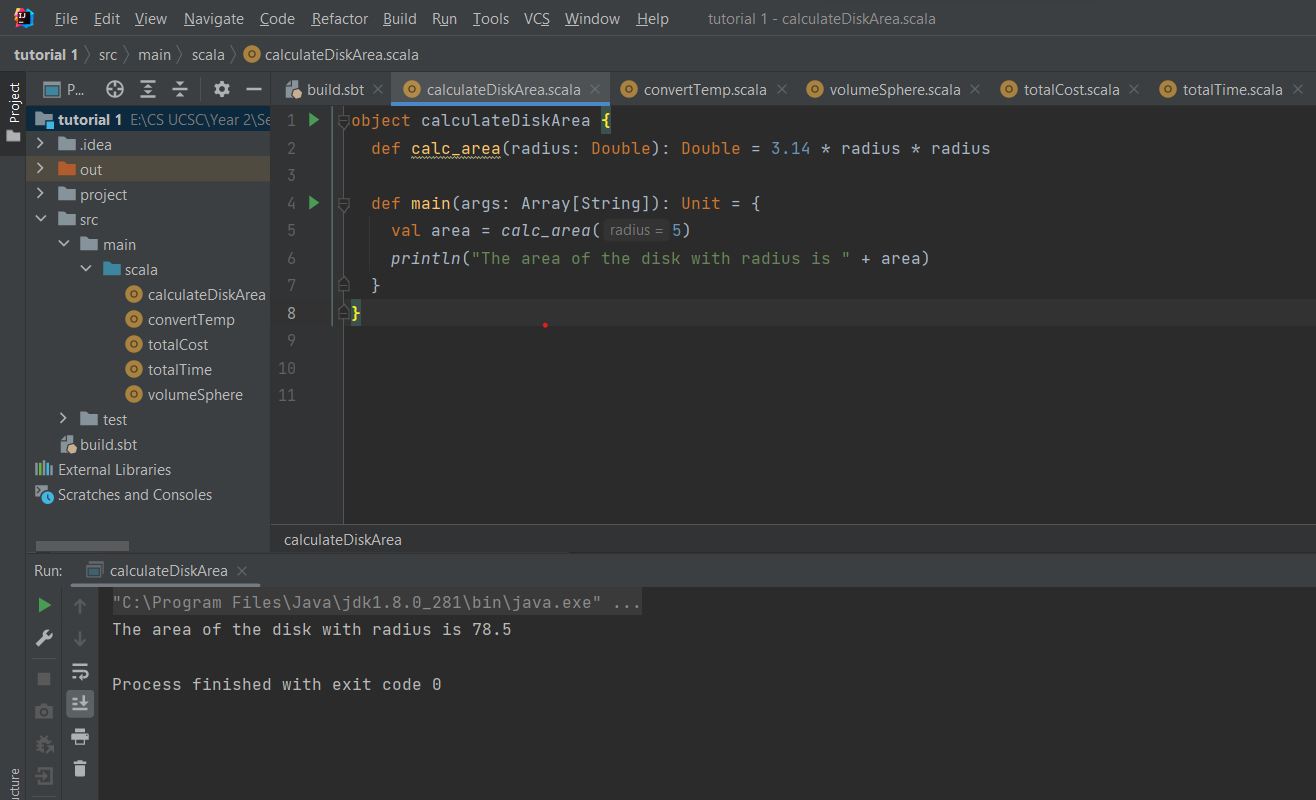 File Edit View Navigate Code Refactor Build Run Tools VCS Window Help tutorial 1 - calculateDiskArea.scala
tutorial 1 src main scala calculateDiskArea.scala
Project
P...
build.sbt calculateDiskArea.scala convertTemp.scala volumeSphere.scala totalCost.scala totalTime.scala
tutorial 1 E:\CS UCSC\Year 2\Se
.idea
out
project
src
main
scala
calculateDiskArea
convertTemp
totalCost
totalTime
volumeSphere
test
build.sbt
External Libraries
Scratches and Consoles
1 object calculateDiskArea {
2 def calc_area(radius: Double): Double = 3.14 * radius * radius
3
4 def main(args: Array[String]): Unit = {
5 val area = calc_area( radius = 5)
6 println("The area of the disk with radius is " + area)
7 }
8 }
9
10
11
calculateDiskArea
Run: calculateDiskArea
"C:\Program Files\Java\jdk1.8.0_281\bin\java.exe" ...
The area of the disk with radius is 78.5
Process finished with exit code 0
ucture